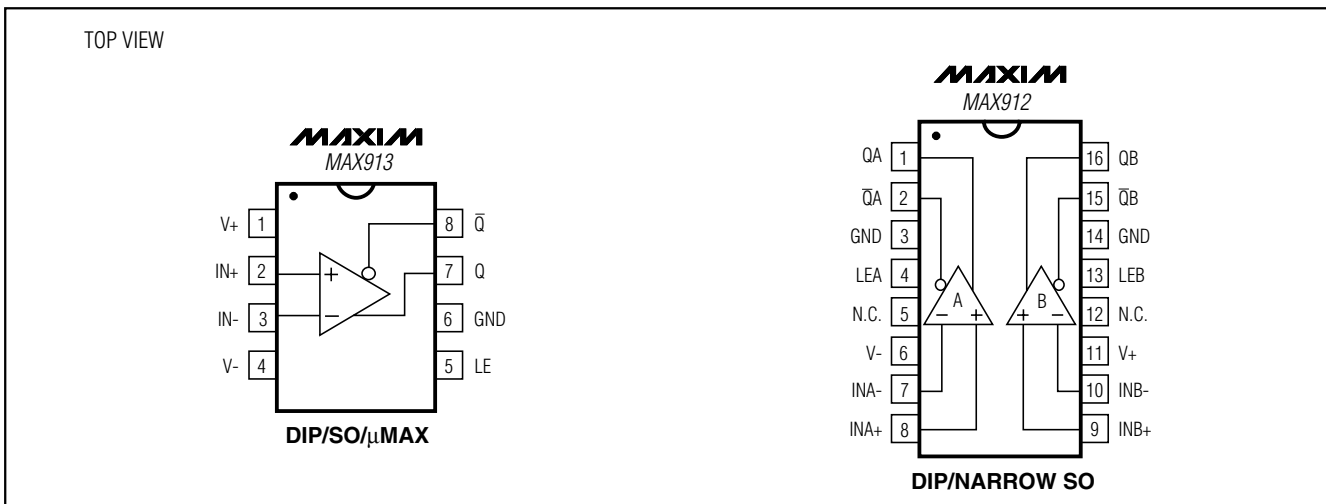 TOP VIEW
MAXIM
MAX913
V+ 1
IN+ 2
IN- 3
V- 4
8 Q̅
7 Q
6 GND
5 LE
+
−
DIP/SO/µMAX
MAXIM
MAX912
QA 1
Q̅A 2
GND 3
LEA 4
N.C. 5
V- 6
INA- 7
INA+ 8
16 QB
15 Q̅B
14 GND
13 LEB
12 N.C.
11 V+
10 INB-
9 INB+
A
− +
B
+ −
DIP/NARROW SO